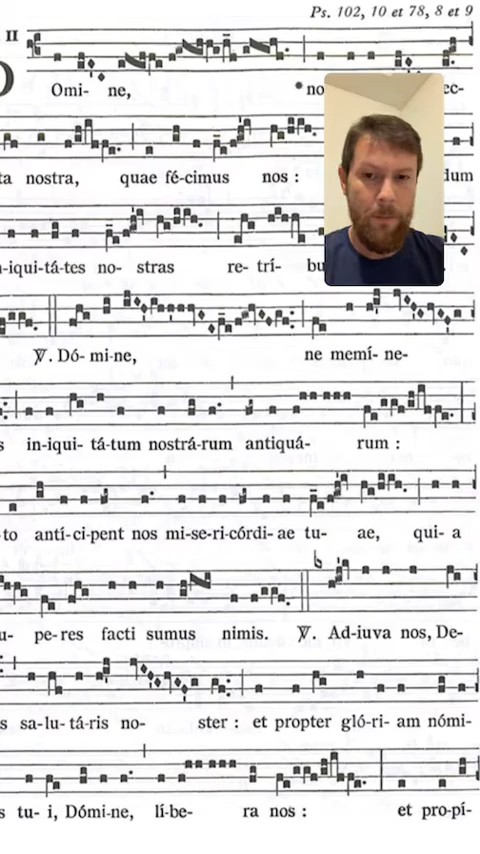 Ps. 102, 10 et 78, 8 et 9
II
Omi- ne, * no ec-
ta nostra, quae fé-cimus nos : dum
-iqui-tá-tes no- stras re- trí- bu
℣. Dó- mi-ne, ne memí- ne-
s in-iqui- tá-tum nostrá-rum antiquá- rum :
-to antí-ci-pent nos mi-se-ri-córdi- ae tu- ae, qui- a
u- pe-res facti sumus nimis. ℣. Ad-iuva nos, De-
s sa-lu-tá-ris no- ster : et propter gló-ri- am nómi-
s tu- i, Dómi-ne, lí-be- ra nos : et pro-pí-